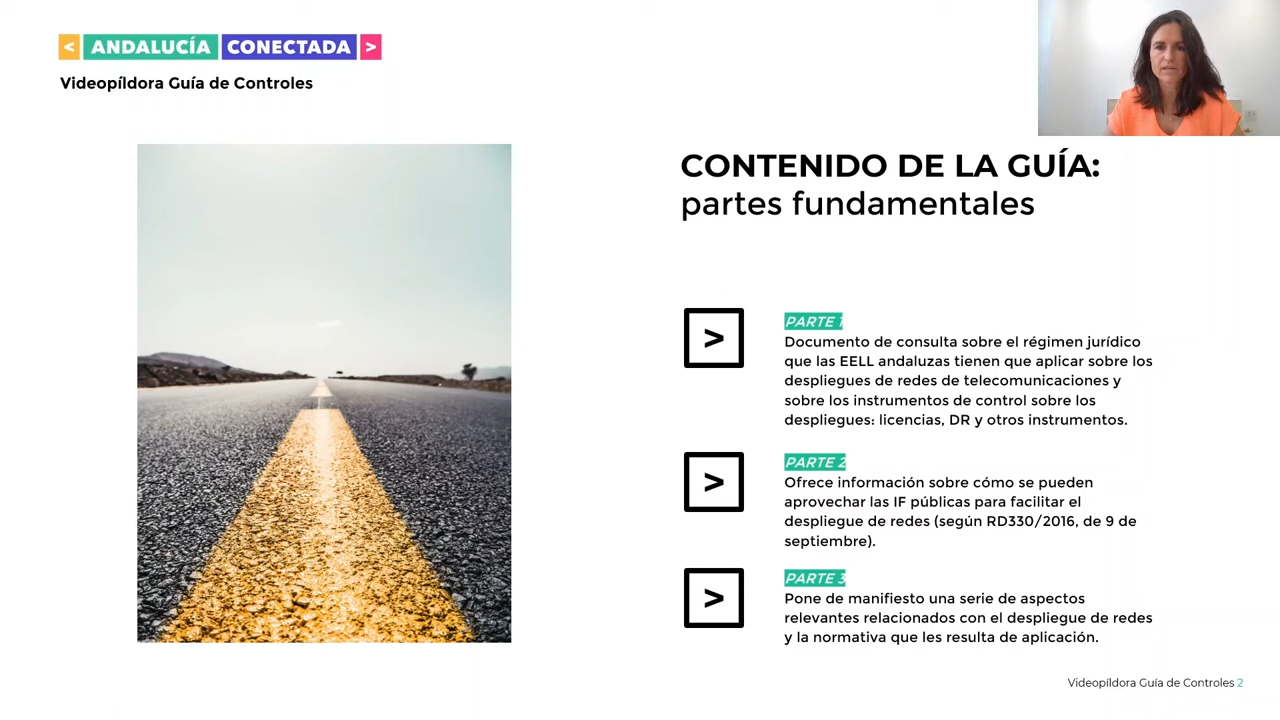 < ANDALUCÍA CONECTADA >
Videopíldora Guía de Controles
CONTENIDO DE LA GUÍA:
partes fundamentales
>
PARTE 1
Documento de consulta sobre el régimen jurídico
que las EELL andaluzas tienen que aplicar sobre los
despliegues de redes de telecomunicaciones y
sobre los instrumentos de control sobre los
despliegues: licencias, DR y otros instrumentos.
>
PARTE 2
Ofrece información sobre cómo se pueden
aprovechar las IF públicas para facilitar el
despliegue de redes (según RD330/2016, de 9 de
septiembre).
>
PARTE 3
Pone de manifiesto una serie de aspectos
relevantes relacionados con el despliegue de redes
y la normativa que les resulta de aplicación.
Videopíldora Guía de Controles 2